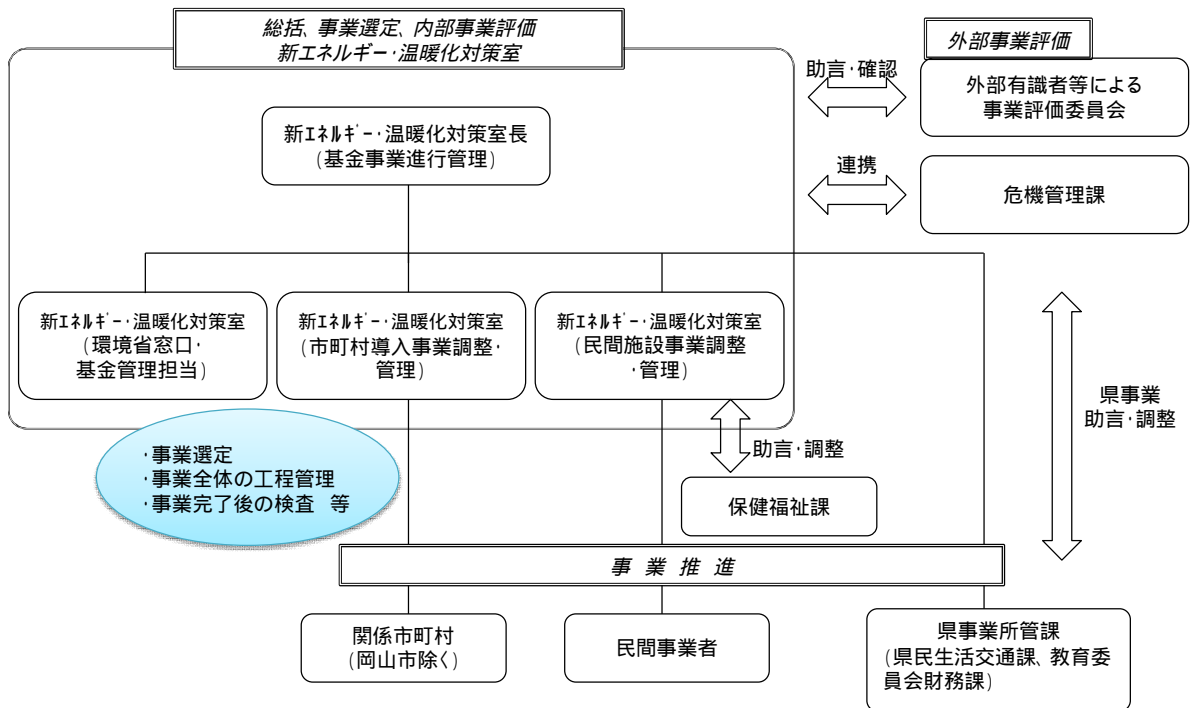 総括、事業選定、内部事業評価
新エネルギー・温暖化対策室
外部事業評価
助言・確認
外部有識者等による
事業評価委員会
新ｴﾈﾙｷﾞｰ・温暖化対策室長
(基金事業進行管理)
連携
危機管理課
新ｴﾈﾙｷﾞｰ・温暖化対策室
(環境省窓口・
基金管理担当)
新ｴﾈﾙｷﾞｰ・温暖化対策室
(市町村導入事業調整・
管理)
新ｴﾈﾙｷﾞｰ・温暖化対策室
(民間施設事業調整
・管理)
県事業
助言・調整
・事業選定
・事業全体の工程管理
・事業完了後の検査 等
助言・調整
保健福祉課
事 業 推 進
関係市町村
(岡山市除く)
民間事業者
県事業所管課
(県民生活交通課、教育委
員会財務課)